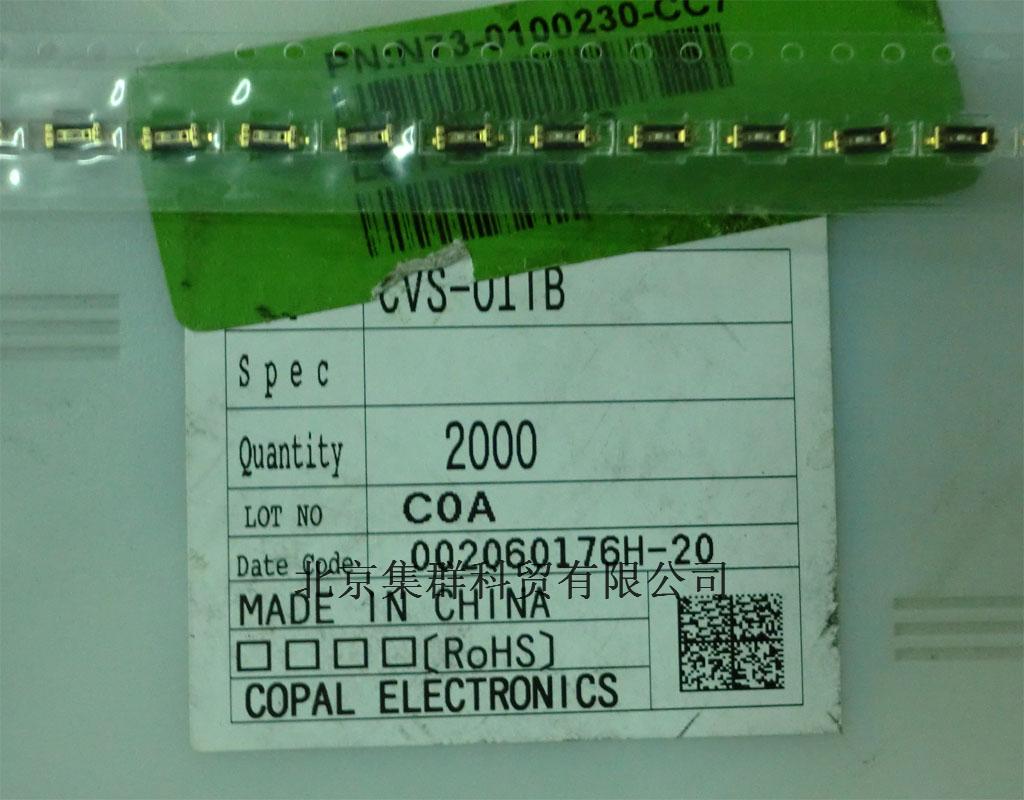 PN:N73-0100230-CC7
CVS-01TB
Spec
Quantity 2000
LOT NO COA
Date Code 002060176H-20
北京集群科贸有限公司
MADE IN CHINA
□□□□(RoHS)
COPAL ELECTRONICS